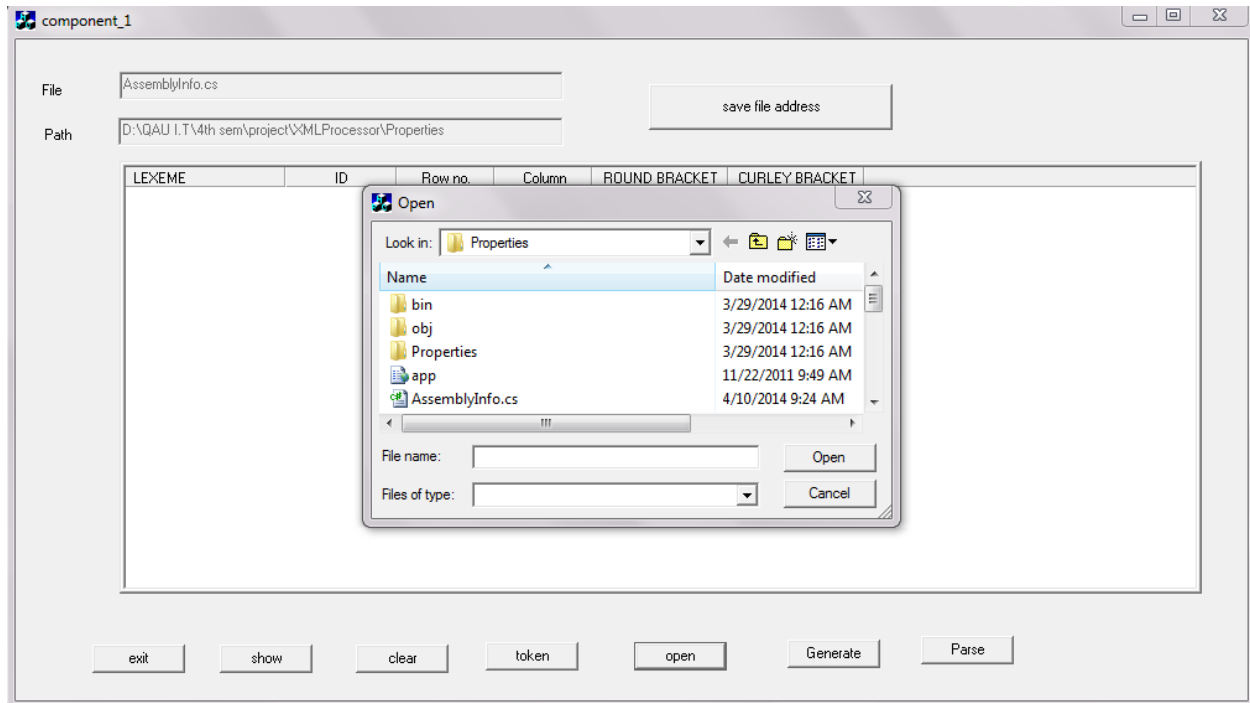 component_1
File
AssemblyInfo.cs
save file address
Path
D:\QAU I.T\4th sem\project\XMLProcessor\Properties
LEXEME ID Row no. Column ROUND BRACKET CURLEY BRACKET
Open
Look in: Properties
Name Date modified
bin 3/29/2014 12:16 AM
obj 3/29/2014 12:16 AM
Properties 3/29/2014 12:16 AM
app 11/22/2011 9:49 AM
AssemblyInfo.cs 4/10/2014 9:24 AM
File name: Open
Files of type: Cancel
exit show clear token open Generate Parse